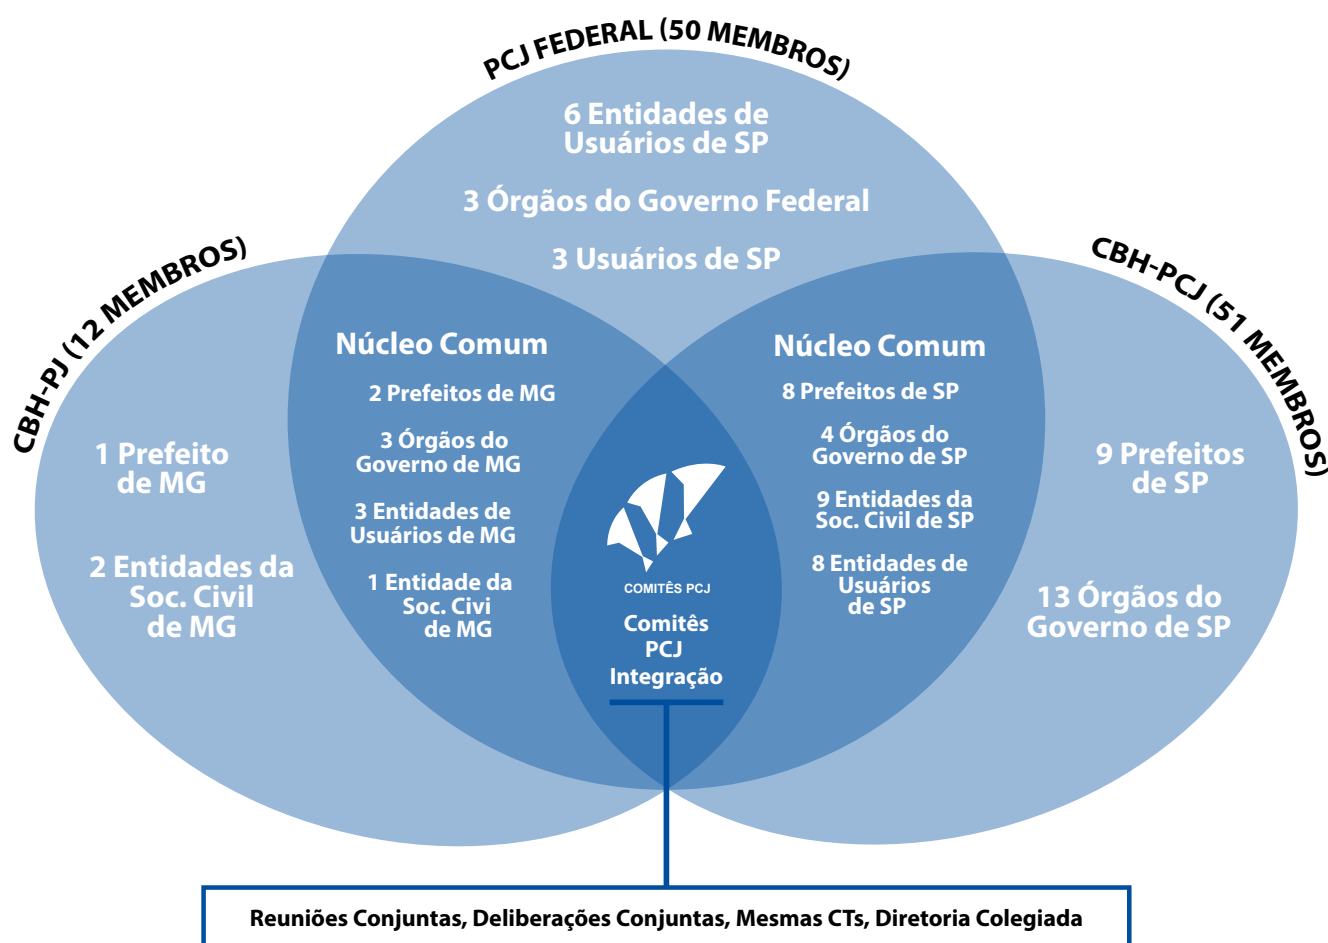 PCJ FEDERAL (50 MEMBROS)
6 Entidades de
Usuários de SP
3 Órgãos do Governo Federal
3 Usuários de SP
CBH-PJ (12 MEMBROS)
1 Prefeito
de MG
2 Entidades da
Soc. Civil
de MG
Núcleo Comum
2 Prefeitos de MG
3 Órgãos do
Governo de MG
3 Entidades de
Usuários de MG
1 Entidade da
Soc. Civi
de MG
COMITÊS PCJ
Comitês
PCJ
Integração
Núcleo Comum
8 Prefeitos de SP
4 Órgãos do
Governo de SP
9 Entidades da
Soc. Civil de SP
8 Entidades de
Usuários
de SP
CBH-PCJ (51 MEMBROS)
9 Prefeitos
de SP
13 Órgãos do
Governo de SP
Reuniões Conjuntas, Deliberações Conjuntas, Mesmas CTs, Diretoria Colegiada